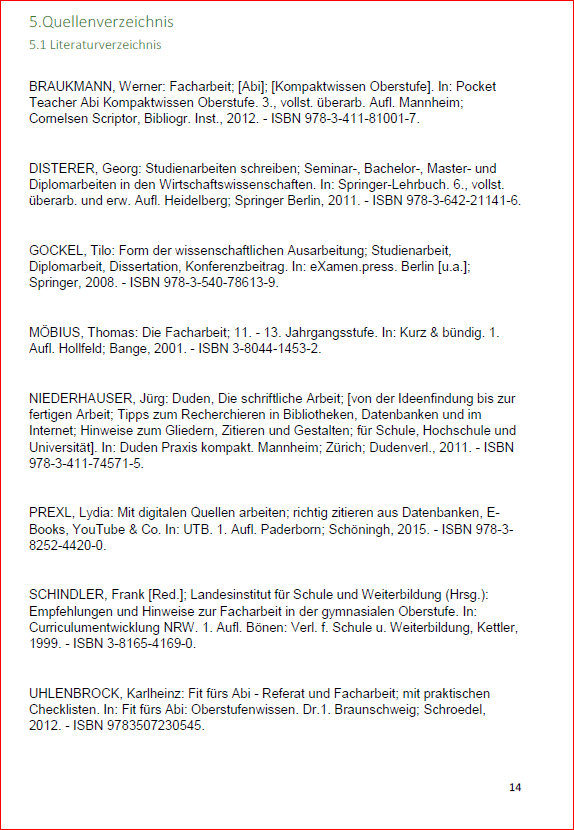 5.Quellenverzeichnis
5.1 Literaturverzeichnis
BRAUKMANN, Werner: Facharbeit; [Abi]; [Kompaktwissen Oberstufe]. In: Pocket
Teacher Abi Kompaktwissen Oberstufe. 3., vollst. überarb. Aufl. Mannheim;
Cornelsen Scriptor, Bibliogr. Inst., 2012. - ISBN 978-3-411-81001-7.
DISTERER, Georg: Studienarbeiten schreiben; Seminar-, Bachelor-, Master- und
Diplomarbeiten in den Wirtschaftswissenschaften. In: Springer-Lehrbuch. 6., vollst.
überarb. und erw. Aufl. Heidelberg; Springer Berlin, 2011. - ISBN 978-3-642-21141-6.
GOCKEL, Tilo: Form der wissenschaftlichen Ausarbeitung; Studienarbeit,
Diplomarbeit, Dissertation, Konferenzbeitrag. In: eXamen.press. Berlin [u.a.];
Springer, 2008. - ISBN 978-3-540-78613-9.
MÖBIUS, Thomas: Die Facharbeit; 11. - 13. Jahrgangsstufe. In: Kurz & bündig. 1.
Aufl. Hollfeld; Bange, 2001. - ISBN 3-8044-1453-2.
NIEDERHAUSER, Jürg: Duden, Die schriftliche Arbeit; [von der Ideenfindung bis zur
fertigen Arbeit; Tipps zum Recherchieren in Bibliotheken, Datenbanken und im
Internet; Hinweise zum Gliedern, Zitieren und Gestalten; für Schule, Hochschule und
Universität]. In: Duden Praxis kompakt. Mannheim; Zürich; Dudenverl., 2011. - ISBN
978-3-411-74571-5.
PREXL, Lydia: Mit digitalen Quellen arbeiten; richtig zitieren aus Datenbanken, E-
Books, YouTube & Co. In: UTB. 1. Aufl. Paderborn; Schöningh, 2015. - ISBN 978-3-
8252-4420-0.
SCHINDLER, Frank [Red.]; Landesinstitut für Schule und Weiterbildung (Hrsg.):
Empfehlungen und Hinweise zur Facharbeit in der gymnasialen Oberstufe. In:
Curriculumentwicklung NRW. 1. Aufl. Bönen: Verl. f. Schule u. Weiterbildung, Kettler,
1999. - ISBN 3-8165-4169-0.
UHLENBROCK, Karlheinz: Fit fürs Abi - Referat und Facharbeit; mit praktischen
Checklisten. In: Fit fürs Abi: Oberstufenwissen. Dr.1. Braunschweig; Schroedel,
2012. - ISBN 9783507230545.
14